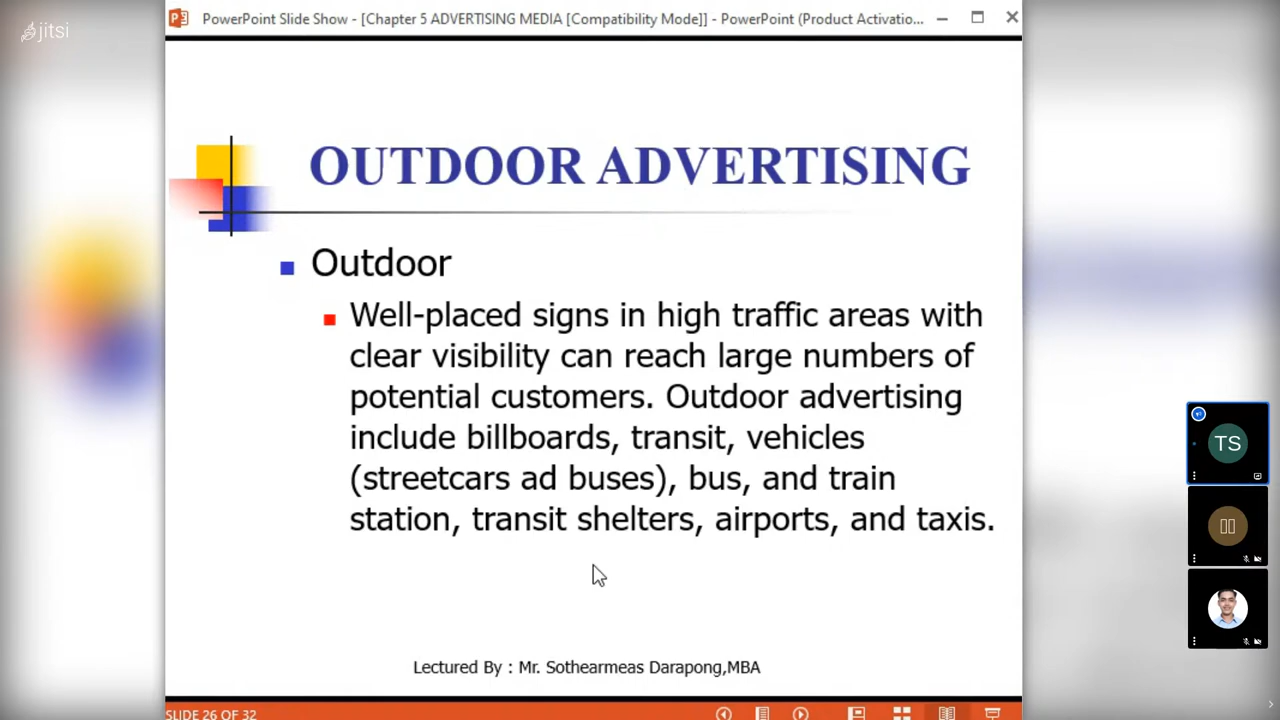 jitsi
PowerPoint Slide Show - [Chapter 5 ADVERTISING MEDIA [Compatibility Mode]] - PowerPoint (Product Activatio...
OUTDOOR ADVERTISING
Outdoor
Well-placed signs in high traffic areas with
clear visibility can reach large numbers of
potential customers. Outdoor advertising
include billboards, transit, vehicles
(streetcars ad buses), bus, and train
station, transit shelters, airports, and taxis.
TS
Lectured By : Mr. Sothearmeas Darapong,MBA
SLIDE 26 OF 32